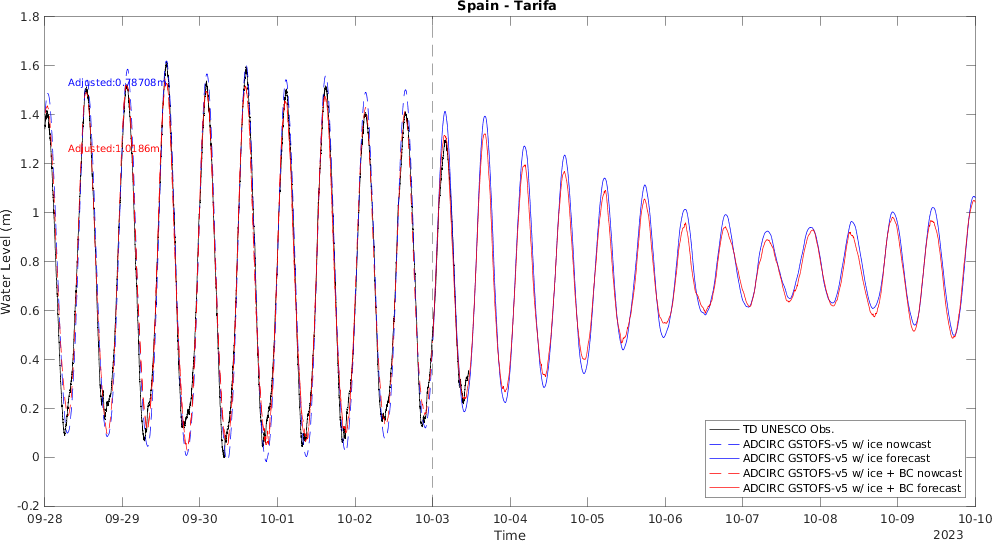 Spain - Tarifa
1.8
1.6
1.4
1.2
1
0.8
0.6
0.4
0.2
0
-0.2
Water Level (m)
Adjusted:0.78708m
Adjusted:1.0186m
TD UNESCO Obs.
ADCIRC GSTOFS-v5 w/ ice nowcast
ADCIRC GSTOFS-v5 w/ ice forecast
ADCIRC GSTOFS-v5 w/ ice + BC nowcast
ADCIRC GSTOFS-v5 w/ ice + BC forecast
09-28 09-29 09-30 10-01 10-02 10-03 10-04 10-05 10-06 10-07 10-08 10-09 10-10
Time
2023